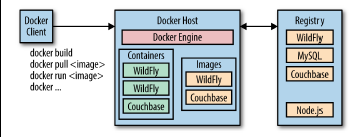 Docker
Client
docker build
docker pull <image>
docker run <image>
docker ...
Docker Host
Docker Engine
Containers
WildFly
WildFly
Couchbase
Images
WildFly
Couchbase
Registry
WildFly
MySQL
Couchbase
Node.js